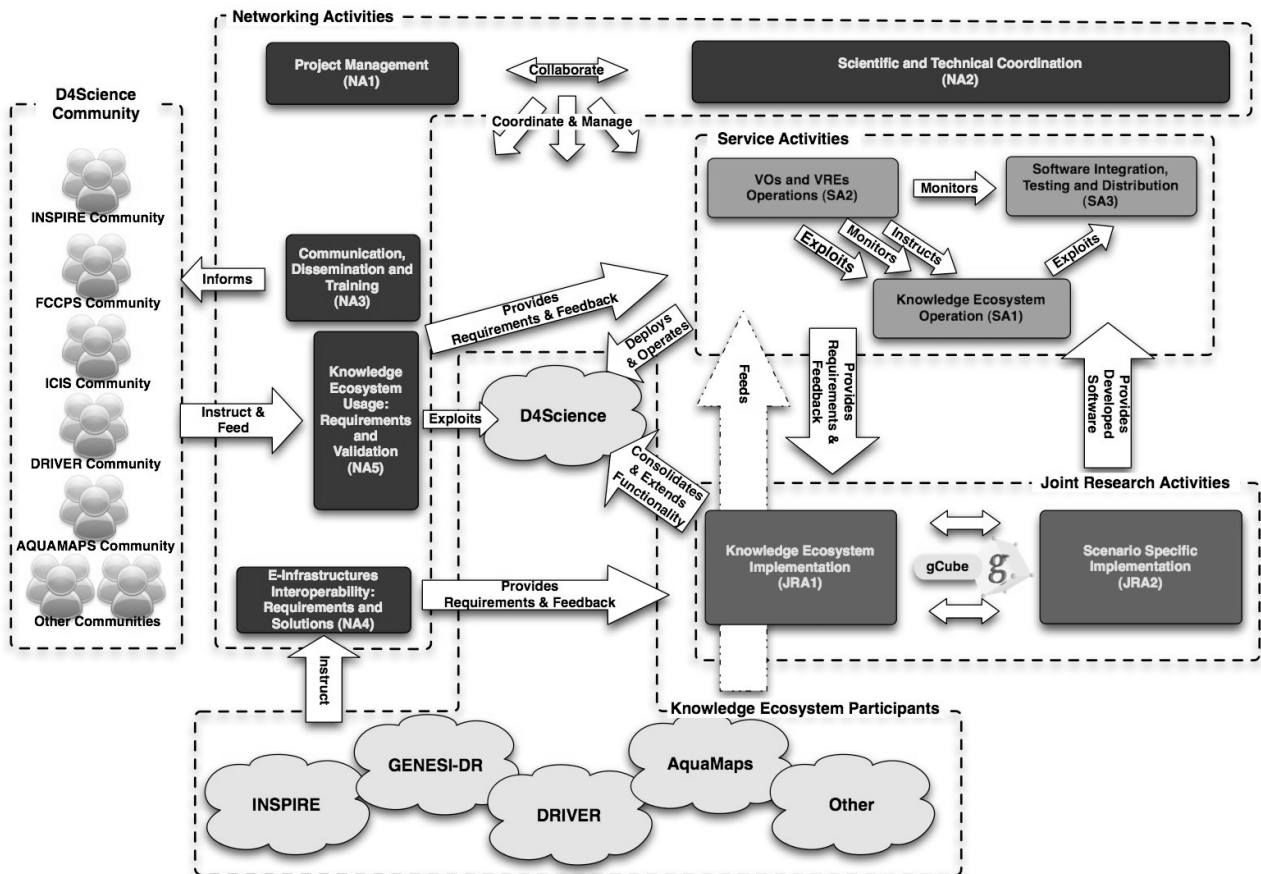 Networking Activities
Project Management
(NA1)
Collaborate
Scientific and Technical Coordination
(NA2)
Coordinate & Manage
D4Science
Community
INSPIRE Community
FCCPS Community
ICIS Community
DRIVER Community
AQUAMAPS Community
Other Communities
Service Activities
VOs and VREs
Operations (SA2)
Monitors
Software Integration,
Testing and Distribution
(SA3)
Exploits
Monitors
Instructs
Exploits
Knowledge Ecosystem
Operation (SA1)
Informs
Communication,
Dissemination and
Training
(NA3)
Provides
Requirements & Feedback
Deploys
& Operates
Instruct &
Feed
Knowledge
Ecosystem
Usage:
Requirements
and
Validation
(NA5)
Exploits
D4Science
Feeds
Provides
Requirements &
Feedback
Provides
Developed
Software
Consolidates
& Extends
Functionality
Joint Research Activities
Knowledge Ecosystem
Implementation
(JRA1)
gCube
g
Scenario Specific
Implementation
(JRA2)
E-Infrastructures
Interoperability:
Requirements and
Solutions (NA4)
Provides
Requirements & Feedback
Instruct
Knowledge Ecosystem Participants
INSPIRE
GENESI-DR
DRIVER
AquaMaps
Other